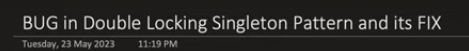 BUG in Double Locking Singleton Pattern and its FIX
Tuesday, 23 May 2023 11:19 PM